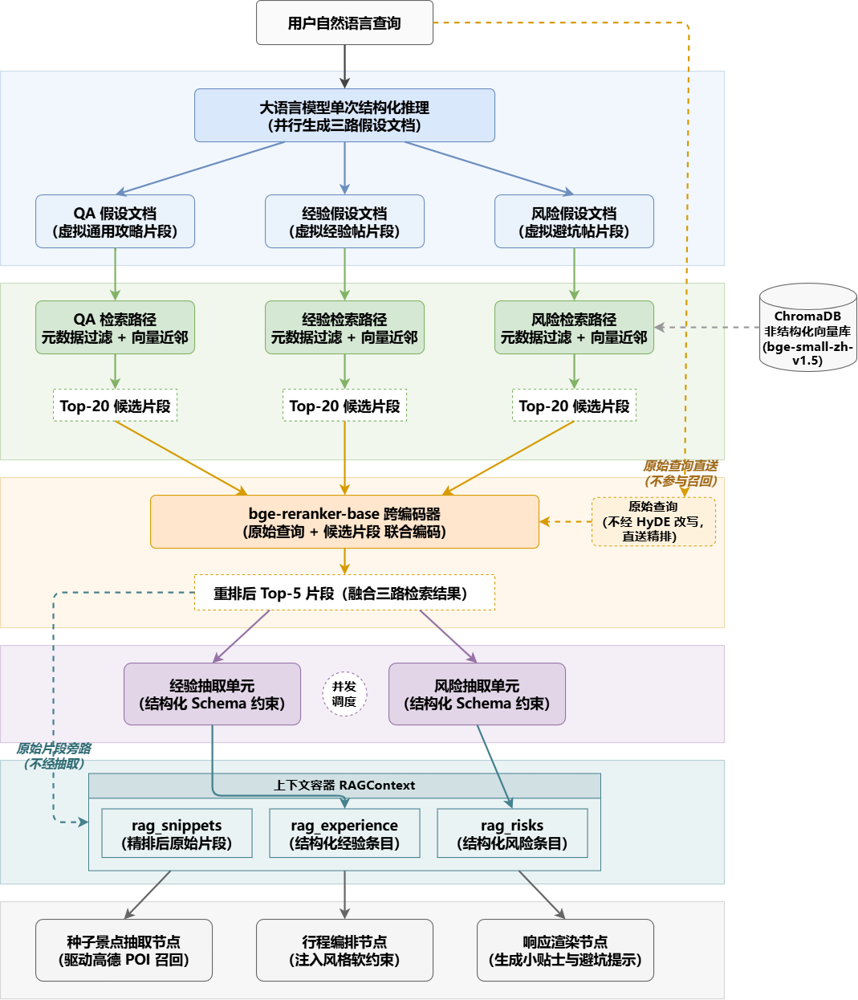 用户自然语言查询
大语言模型单次结构化推理
（并行生成三路假设文档）
QA 假设文档
（虚拟通用攻略片段）
经验假设文档
（虚拟经验帖片段）
风险假设文档
（虚拟避坑帖片段）
QA 检索路径
元数据过滤 + 向量近邻
经验检索路径
元数据过滤 + 向量近邻
风险检索路径
元数据过滤 + 向量近邻
ChromaDB
非结构化向量库
(bge-small-zh-
v1.5)
Top-20 候选片段
Top-20 候选片段
Top-20 候选片段
原始查询直送
（不参与召回）
bge-reranker-base 跨编码器
（原始查询 + 候选片段 联合编码）
原始查询
（不经 HyDE 改写，
直送精排）
重排后 Top-5 片段（融合三路检索结果）
经验抽取单元
（结构化 Schema 约束）
并发
调度
风险抽取单元
（结构化 Schema 约束）
原始片段旁路
（不经抽取）
上下文容器 RAGContext
rag_snippets
（精排后原始片段）
rag_experience
（结构化经验条目）
rag_risks
（结构化风险条目）
种子景点抽取节点
（驱动高德 POI 召回）
行程编排节点
（注入风格软约束）
响应渲染节点
（生成小贴士与避坑提示）